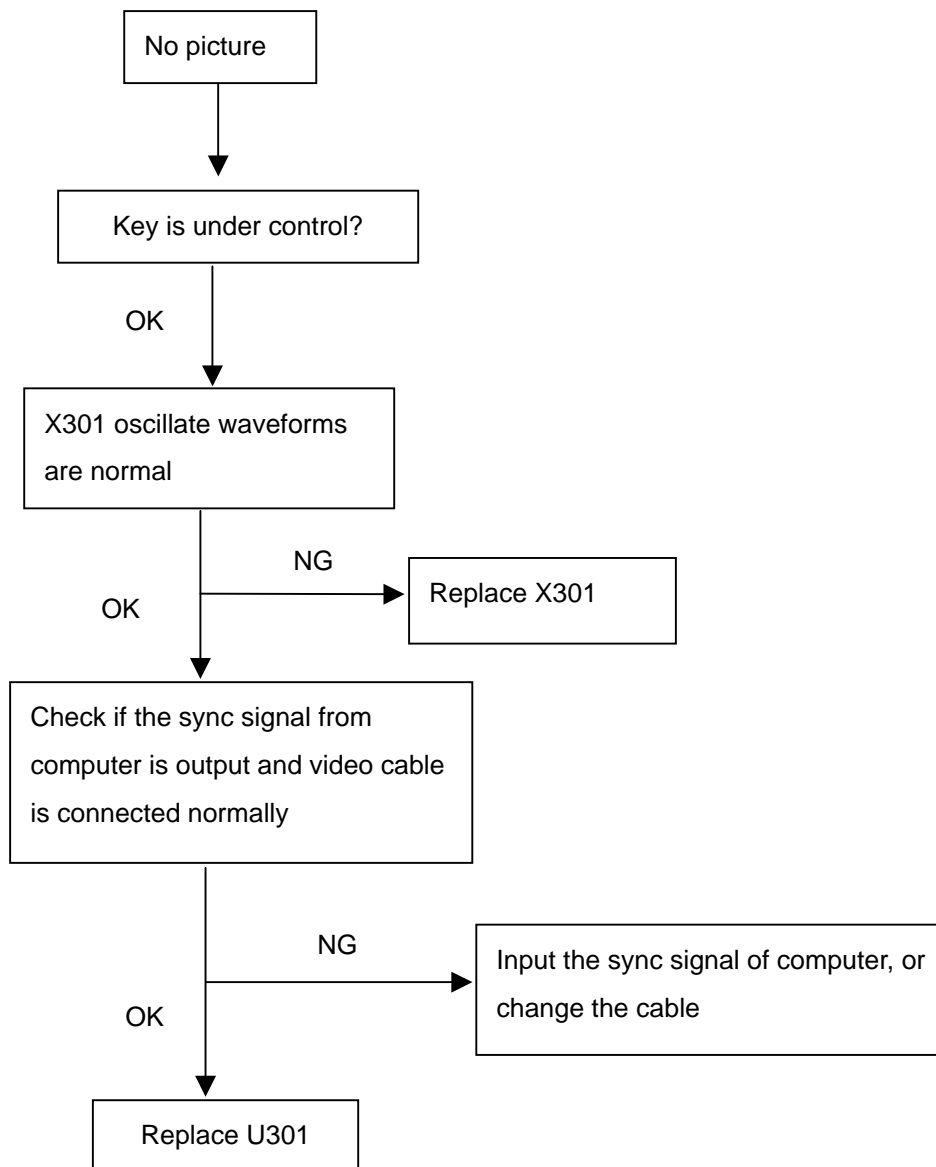 No picture
Key is under control?
OK
X301 oscillate waveforms
are normal
NG
Replace X301
OK
Check if the sync signal from
computer is output and video cable
is connected normally
NG
Input the sync signal of computer, or
change the cable
OK
Replace U301